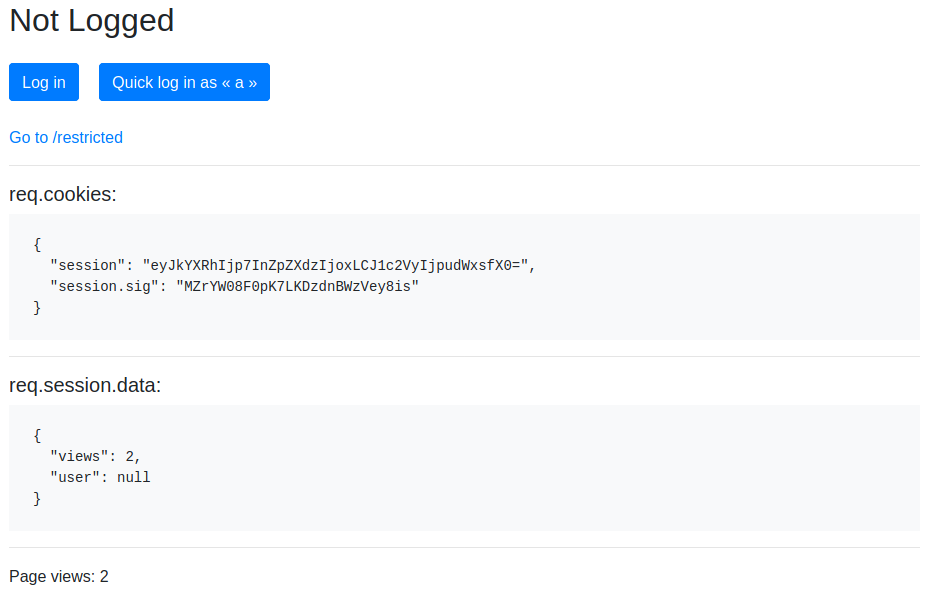 Not Logged
Log in
Quick log in as « a »
Go to /restricted
req.cookies:
{
  "session": "eyJkYXRhIjp7InZpZXdzIjoxLCJ1c2VyIjpudWxsfX0=",
  "session.sig": "MZrYW08F0pK7LKDzdnBWzVey8is"
}
req.session.data:
{
  "views": 2,
  "user": null
}
Page views: 2